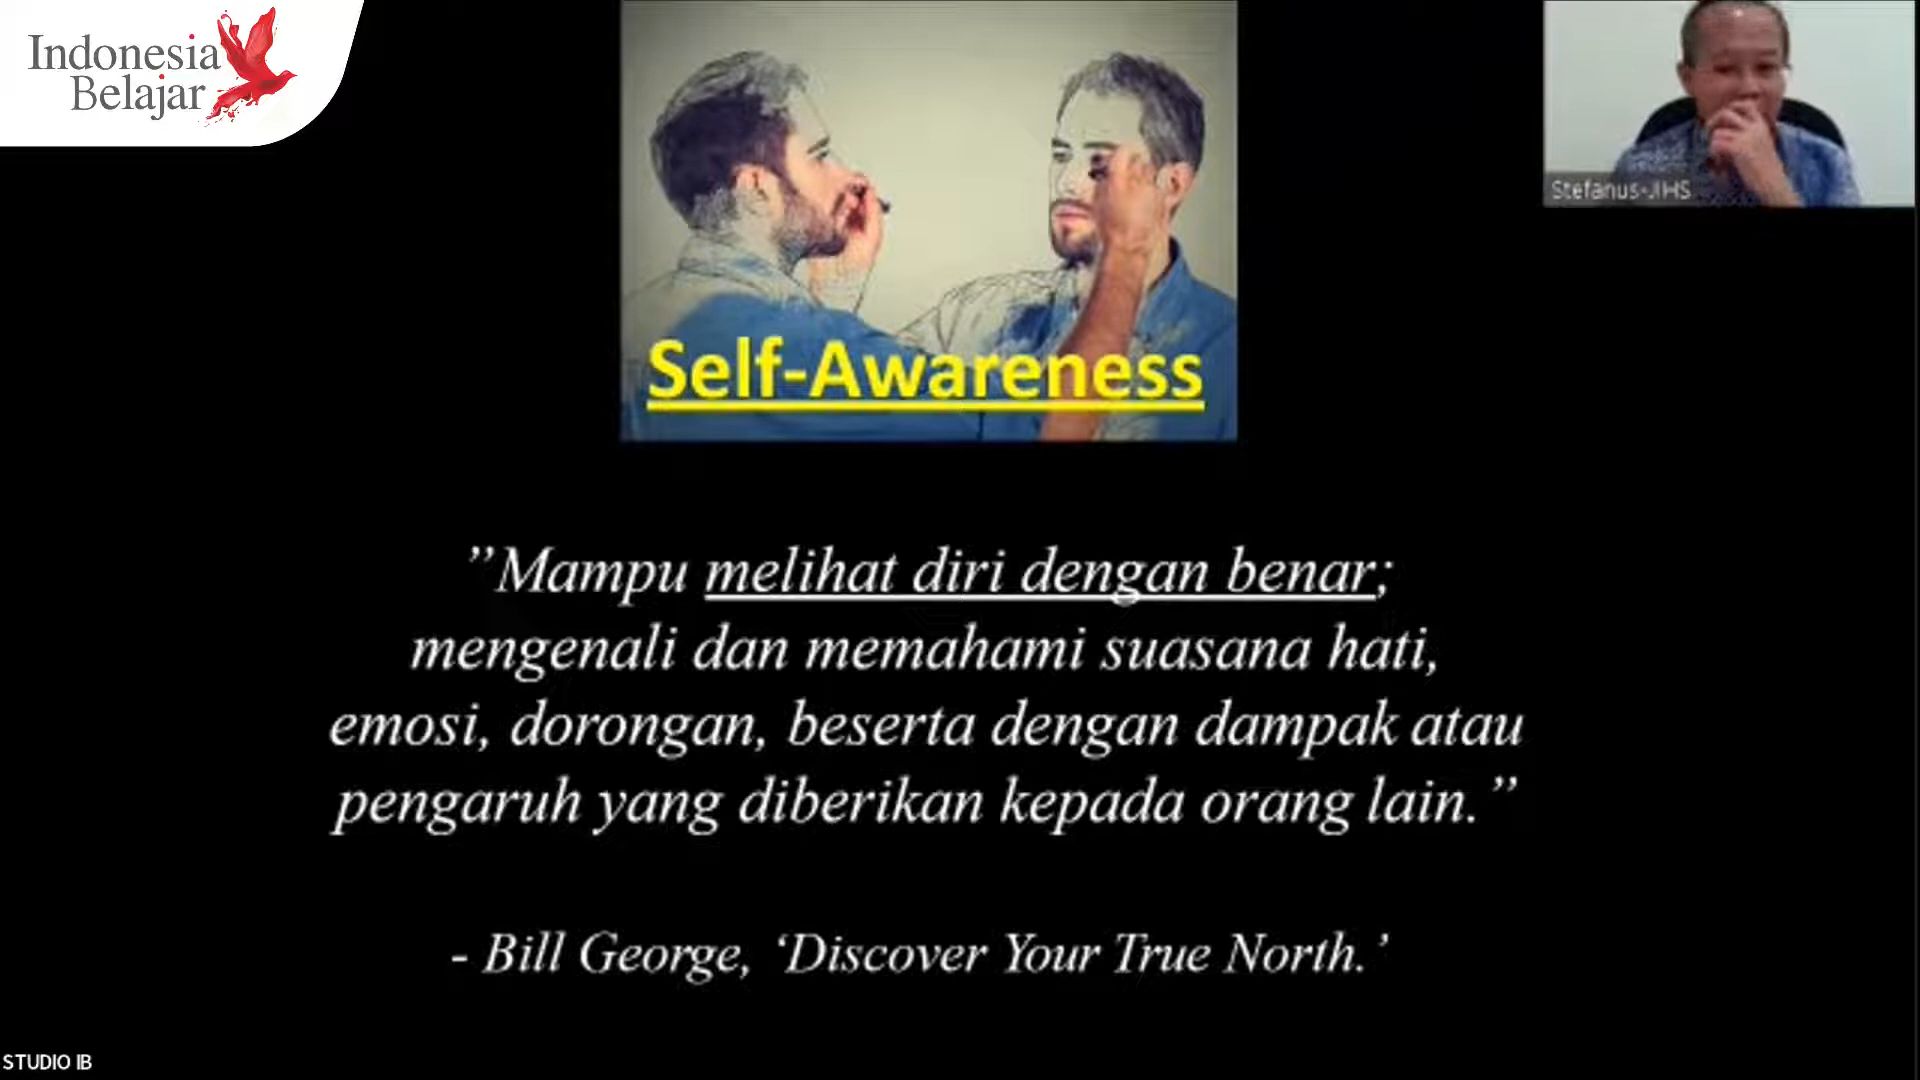 Indonesia
Belajar
Stefanus-JIHS
Self-Awareness
”Mampu melihat diri dengan benar;
mengenali dan memahami suasana hati,
emosi, dorongan, beserta dengan dampak atau
pengaruh yang diberikan kepada orang lain.”
- Bill George, ‘Discover Your True North.’
STUDIO IB